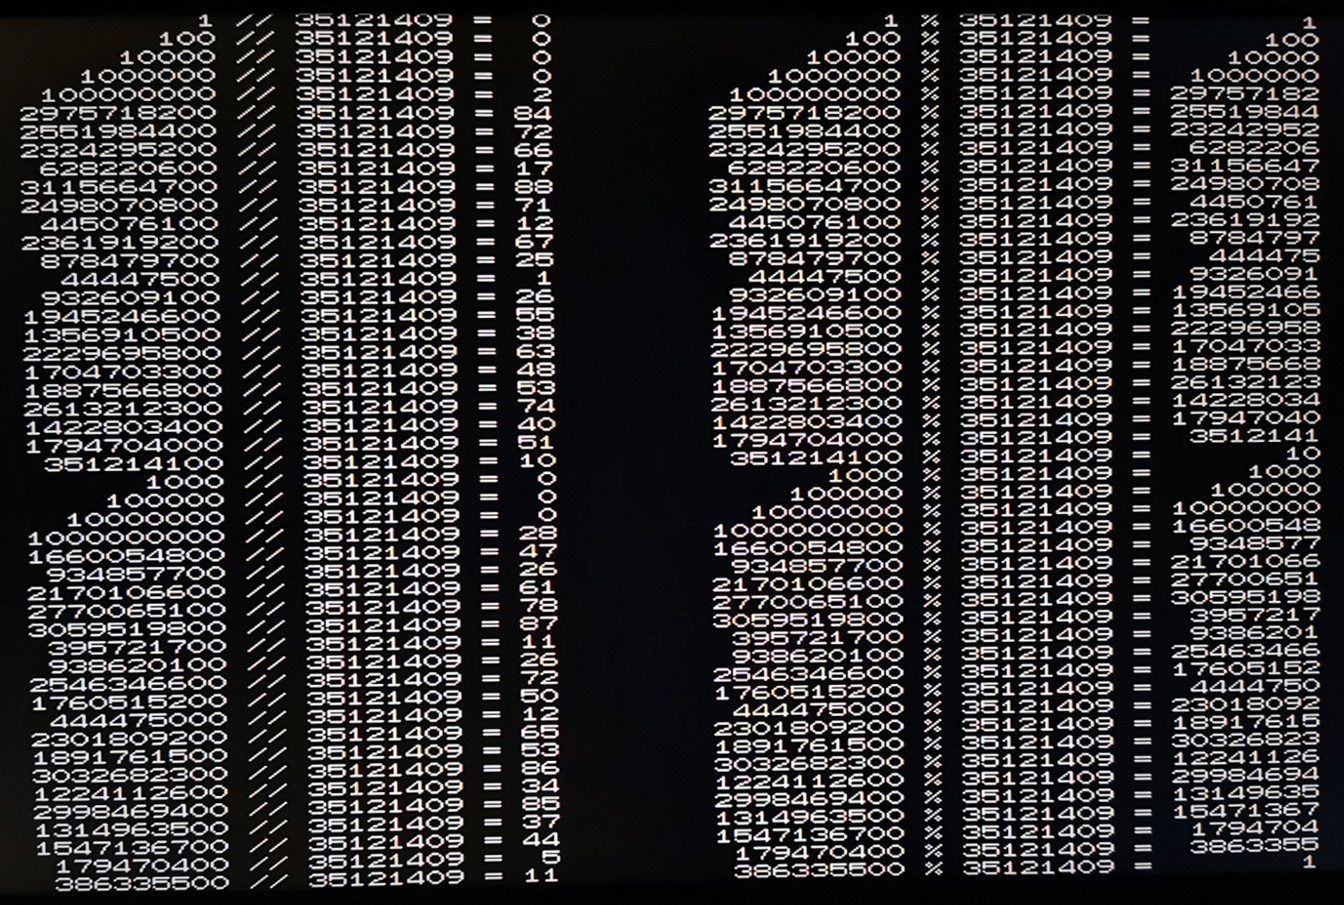 1 // 35121409 = 0 1 % 35121409 = 1
100 // 35121409 = 0 100 % 35121409 = 100
10000 // 35121409 = 0 10000 % 35121409 = 10000
1000000 // 35121409 = 0 1000000 % 35121409 = 1000000
100000000 // 35121409 = 2 100000000 % 35121409 = 29757182
2975718200 // 35121409 = 84 2975718200 % 35121409 = 25519844
2551984400 // 35121409 = 72 2551984400 % 35121409 = 23242952
2324295200 // 35121409 = 66 2324295200 % 35121409 = 6282206
628220600 // 35121409 = 17 628220600 % 35121409 = 31156647
3115664700 // 35121409 = 88 3115664700 % 35121409 = 24980708
2498070800 // 35121409 = 71 2498070800 % 35121409 = 4450761
445076100 // 35121409 = 12 445076100 % 35121409 = 23619192
2361919200 // 35121409 = 67 2361919200 % 35121409 = 8784797
878479700 // 35121409 = 25 878479700 % 35121409 = 444475
44447500 // 35121409 = 1 44447500 % 35121409 = 9326091
932609100 // 35121409 = 26 932609100 % 35121409 = 19452466
1945246600 // 35121409 = 55 1945246600 % 35121409 = 13569105
1356910500 // 35121409 = 38 1356910500 % 35121409 = 22296958
2229695800 // 35121409 = 63 2229695800 % 35121409 = 17047033
1704703300 // 35121409 = 48 1704703300 % 35121409 = 18875668
1887566800 // 35121409 = 53 1887566800 % 35121409 = 26132123
2613212300 // 35121409 = 74 2613212300 % 35121409 = 14228034
1422803400 // 35121409 = 40 1422803400 % 35121409 = 17947040
1794704000 // 35121409 = 51 1794704000 % 35121409 = 3512141
351214100 // 35121409 = 10 351214100 % 35121409 = 10
1000 // 35121409 = 0 1000 % 35121409 = 1000
100000 // 35121409 = 0 100000 % 35121409 = 100000
10000000 // 35121409 = 0 10000000 % 35121409 = 10000000
1000000000 // 35121409 = 28 1000000000 % 35121409 = 16600548
1660054800 // 35121409 = 47 1660054800 % 35121409 = 9348577
934857700 // 35121409 = 26 934857700 % 35121409 = 21701066
2170106600 // 35121409 = 61 2170106600 % 35121409 = 27700651
2770065100 // 35121409 = 78 2770065100 % 35121409 = 30595198
3059519800 // 35121409 = 87 3059519800 % 35121409 = 3957217
395721700 // 35121409 = 11 395721700 % 35121409 = 9386201
938620100 // 35121409 = 26 938620100 % 35121409 = 25463466
2546346600 // 35121409 = 72 2546346600 % 35121409 = 17605152
1760515200 // 35121409 = 50 1760515200 % 35121409 = 4444750
444475000 // 35121409 = 12 444475000 % 35121409 = 23018092
2301809200 // 35121409 = 65 2301809200 % 35121409 = 18917615
1891761500 // 35121409 = 53 1891761500 % 35121409 = 30326823
3032682300 // 35121409 = 86 3032682300 % 35121409 = 12241126
1224112600 // 35121409 = 34 1224112600 % 35121409 = 29984694
2998469400 // 35121409 = 85 2998469400 % 35121409 = 13149635
1314963500 // 35121409 = 37 1314963500 % 35121409 = 15471367
1547136700 // 35121409 = 44 1547136700 % 35121409 = 1794704
179470400 // 35121409 = 5 179470400 % 35121409 = 3863355
386335500 // 35121409 = 11 386335500 % 35121409 = 1